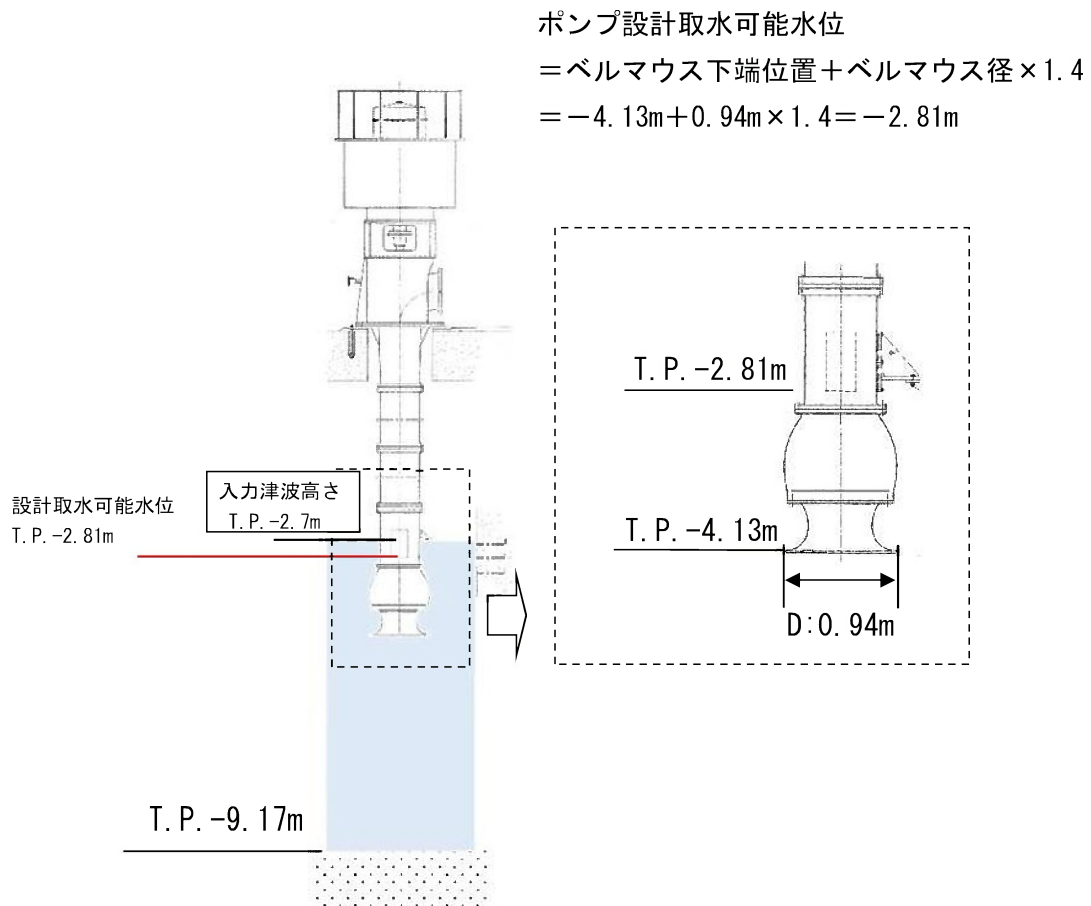 ポンプ設計取水可能水位
=ベルマウス下端位置+ベルマウス径×1.4
=-4.13m+0.94m×1.4=-2.81m
設計取水可能水位
T.P.-2.81m
入力津波高さ
T.P.-2.7m
T.P.-9.17m
T.P.-2.81m
T.P.-4.13m
D:0.94m